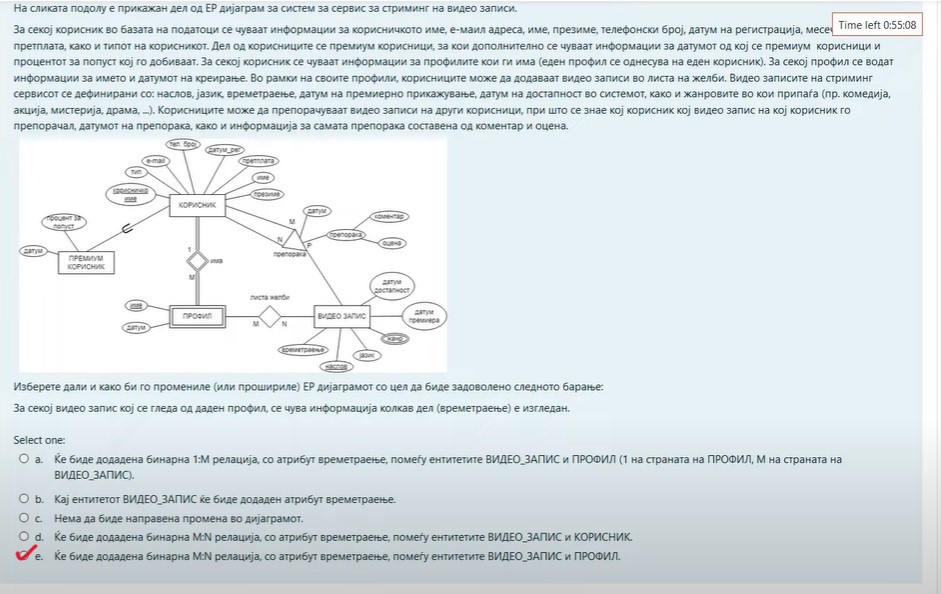 На сликата подолу е прикажан дел од ЕР дијаграм за систем за сервис за стриминг на видео записи.
Time left 0:55:08
За секој корисник во базата на податоци се чуваат информации за корисничкото име, е-маил адреса, име, презиме, телефонски број, датум на регистрација, месеч
претплата, како и типот на корисникот. Дел од корисниците се премиум корисници, за кои дополнително се чуваат информации за датумот од кој се премиум корисници и
процентот за попуст кој го добиваат. За секој корисник се чуваат информации за профилите кои ги има (еден профил се однесува на еден корисник). За секој профил се водат
информации за името и датумот на креирање. Во рамки на своите профили, корисниците може да додаваат видео записи во листа на желби. Видео записите на стриминг
сервисот се дефинирани со: наслов, јазик, времетраење, датум на премиерно прикажување, датум на достапност во системот, како и жанровите во кои припаѓа (пр. комедија,
акција, мистерија, драма, ...). Корисниците може да препорачуваат видео записи на други корисници, при што се знае кој корисник кој видео запис на кој корисник го
препорачал, датумот на препорака, како и информација за самата препорака составена од коментар и оцена.
тел. број
датум_рег
e-mail
претплата
тип
име
корисничко
име
презиме
КОРИСНИК
датум
процент за
попуст
М
коментар
препорака
N
P
оцена
датум
1
препорака
ПРЕМИУМ
КОРИСНИК
има
М
датум
достапност
листа желби
име
датум
премиера
ПРОФИЛ
ВИДЕО ЗАПИС
М
N
датум
жанр
времетраење
јазик
наслов
Изберете дали и како би го промениле (или прошириле) ЕР дијаграмот со цел да биде задоволено следното барање:
За секој видео запис кој се гледа од даден профил, се чува информација колкав дел (времетраење) е изгледан.
Select one:
a. Ќе биде додадена бинарна 1:М релација, со атрибут времетраење, помеѓу ентитетите ВИДЕО_ЗАПИС и ПРОФИЛ (1 на страната на ПРОФИЛ, М на страната на
ВИДЕО_ЗАПИС).
b. Кај ентитетот ВИДЕО_ЗАПИС ќе биде додаден атрибут времетраење.
c. Нема да биде направена промена во дијаграмот.
d. Ќе биде додадена бинарна М:N релација, со атрибут времетраење, помеѓу ентитетите ВИДЕО_ЗАПИС и КОРИСНИК.
e. Ќе биде додадена бинарна М:N релација, со атрибут времетраење, помеѓу ентитетите ВИДЕО_ЗАПИС и ПРОФИЛ.